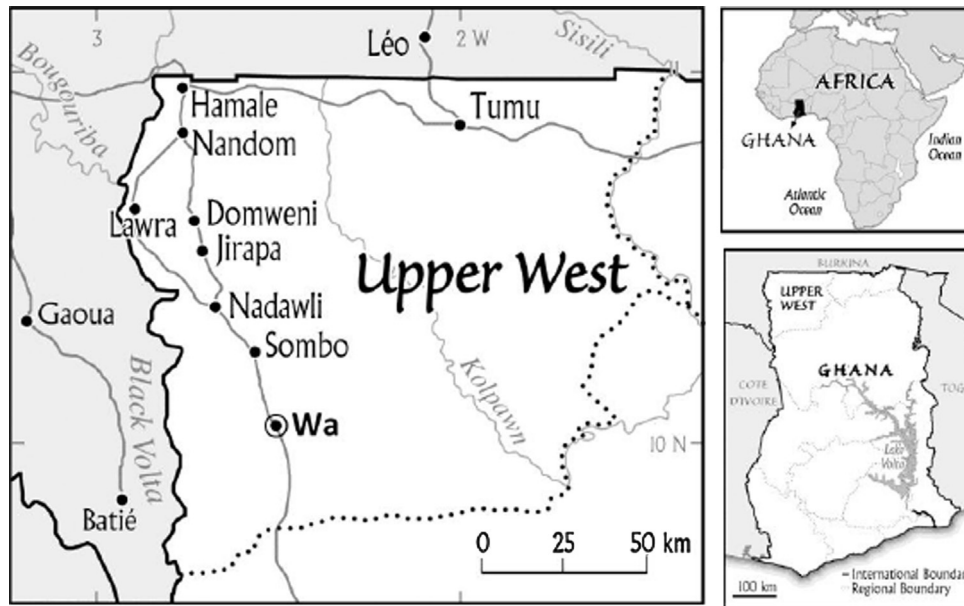 3
2 W
Léo
Sisili
Bougouriba
Hamale
Tumu
Nandom
Lawra
Domweni
Jirapa
Upper West
Nadawli
Gaoua
Sombo
Black Volta
Kolpawn
Wa
10 N
Batié
0 25 50 km
AFRICA
GHANA
Indian
Ocean
Atlantic
Ocean
BURKINA
UPPER
WEST
GHANA
COTE
D'IVOIRE
TOG
Lake
Volta
100 km
International Boundar
Regional Boundary